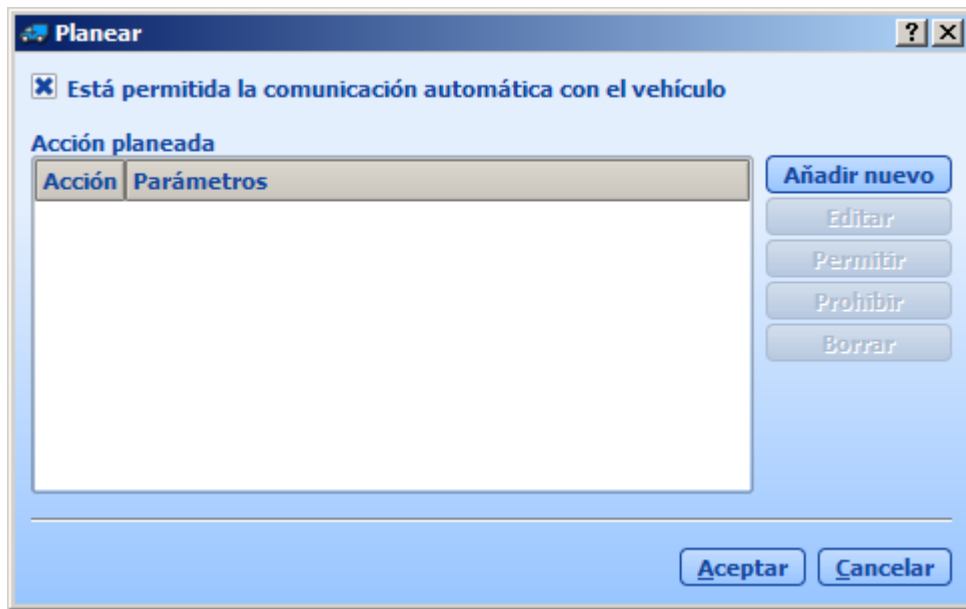 Planear
Está permitida la comunicación automática con el vehículo
Acción planeada
Acción Parámetros
Aňadir nuevo
Editar
Permitir
Prohibir
Borrar
Aceptar Cancelar